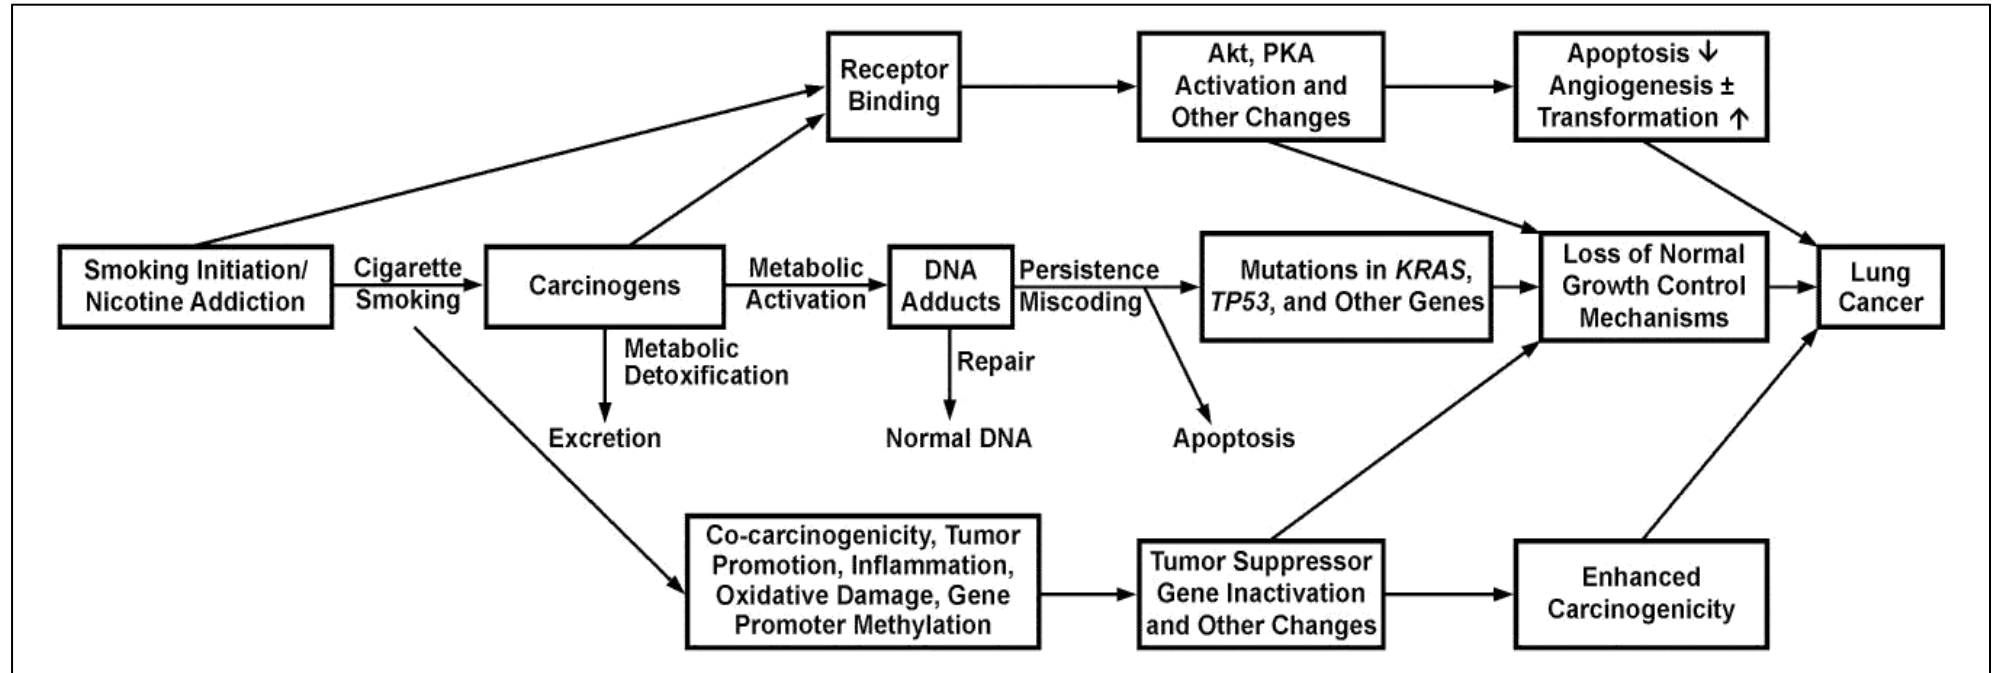 Receptor
Binding
Akt, PKA
Activation and
Other Changes
Apoptosis ↓
Angiogenesis ±
Transformation ↑
Smoking Initiation/
Nicotine Addiction
Cigarette
Smoking
Carcinogens
Metabolic
Activation
DNA
Adducts
Persistence
Miscoding
Mutations in KRAS,
TP53, and Other Genes
Loss of Normal
Growth Control
Mechanisms
Lung
Cancer
Metabolic
Detoxification
Repair
Excretion
Normal DNA
Apoptosis
Co-carcinogenicity, Tumor
Promotion, Inflammation,
Oxidative Damage, Gene
Promoter Methylation
Tumor Suppressor
Gene Inactivation
and Other Changes
Enhanced
Carcinogenicity